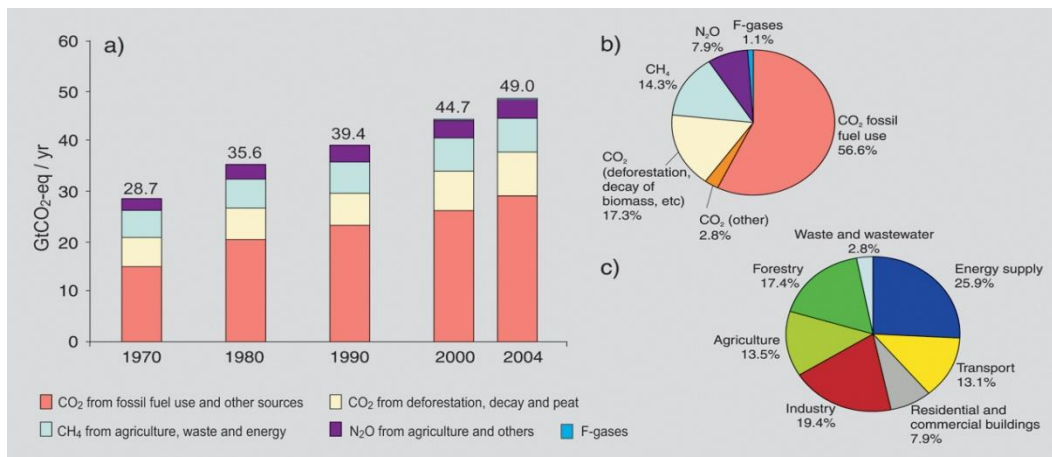 a)
60
50
40
30
20
10
0
GtCO₂-eq / yr
28.7
35.6
39.4
44.7
49.0
1970
1980
1990
2000
2004
CO₂ from fossil fuel use and other sources
CO₂ from deforestation, decay and peat
CH₄ from agriculture, waste and energy
N₂O from agriculture and others
F-gases
b)
F-gases
1.1%
N₂O
7.9%
CH₄
14.3%
CO₂ fossil
fuel use
56.6%
CO₂
(deforestation,
decay of
biomass, etc)
17.3%
CO₂ (other)
2.8%
c)
Waste and wastewater
2.8%
Forestry
17.4%
Energy supply
25.9%
Agriculture
13.5%
Transport
13.1%
Industry
19.4%
Residential and
commercial buildings
7.9%